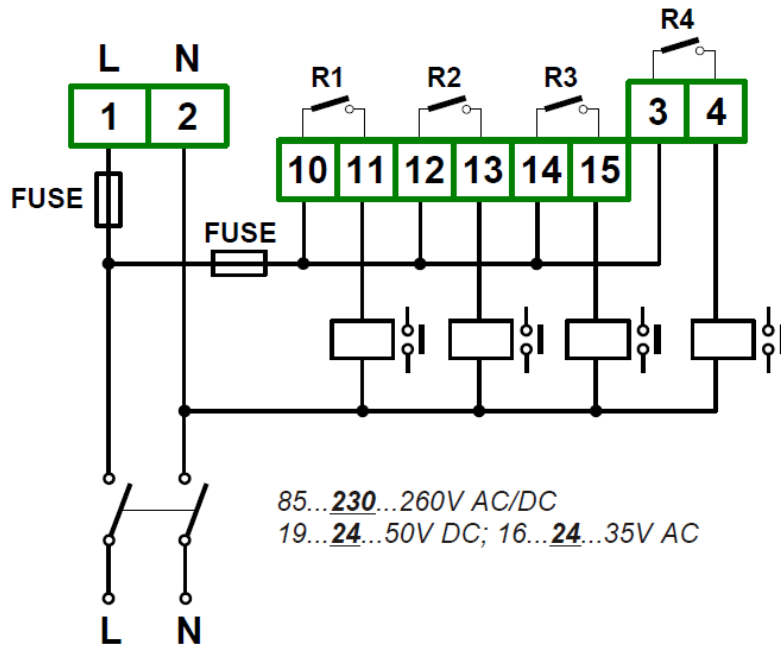 R4
L N
R1 R2 R3
1 2
3 4
10 11 12 13 14 15
FUSE
FUSE
85...230...260V AC/DC
19...24...50V DC; 16...24...35V AC
L N